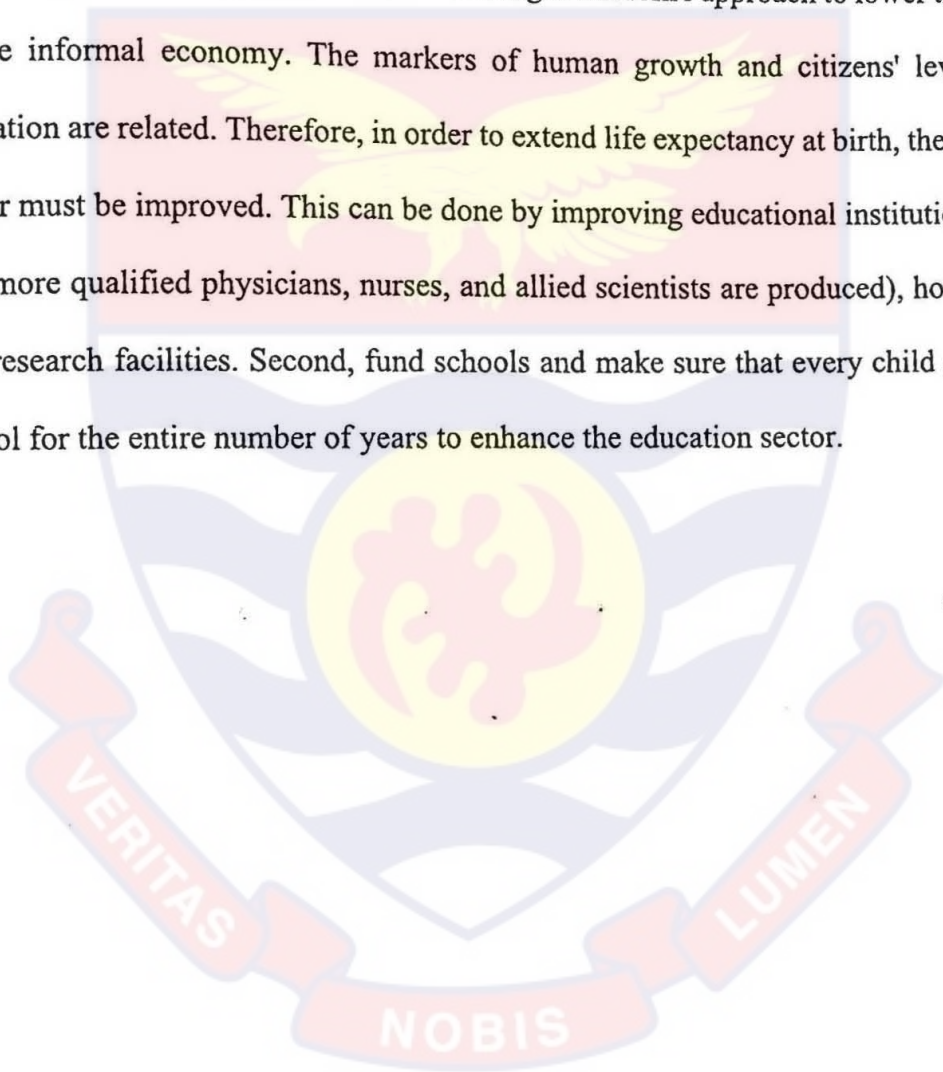 approach to lower
e informal economy. The markers of human growth and citizens' lev
ation are related. Therefore, in order to extend life expectancy at birth, the
r must be improved. This can be done by improving educational instituti
more qualified physicians, nurses, and allied scientists are produced), ho
research facilities. Second, fund schools and make sure that every child
ol for the entire number of years to enhance the education sector.
VERITAS
NOBIS
LUMEN